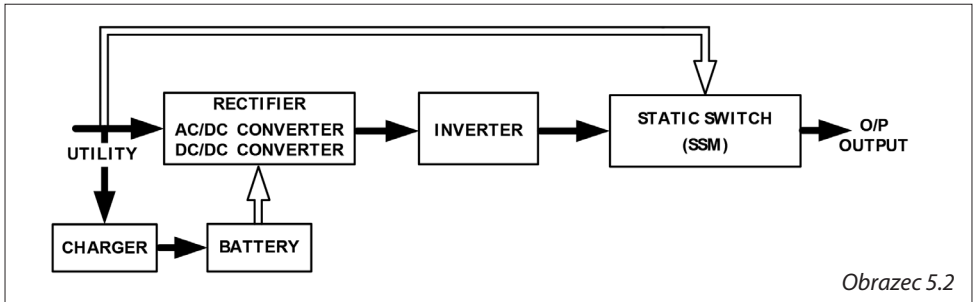 RECTIFIER
AC/DC CONVERTER
DC/DC CONVERTER
INVERTER
STATIC SWITCH
(SSM)
O/P
OUTPUT
UTILITY
CHARGER
BATTERY
Obrazec 5.2